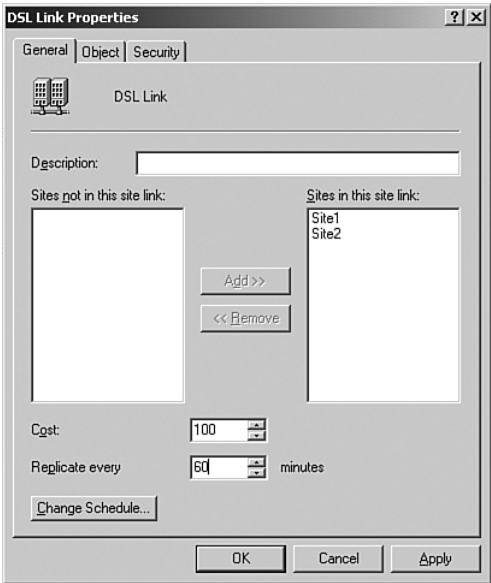 DSL Link Properties
? X
General Object Security
DSL Link
Description:
Sites not in this site link:
Sites in this site link:
Site1
Site2
Add >>
<< Remove
Cost: 100
Replicate every 60 minutes
Change Schedule...
OK Cancel Apply